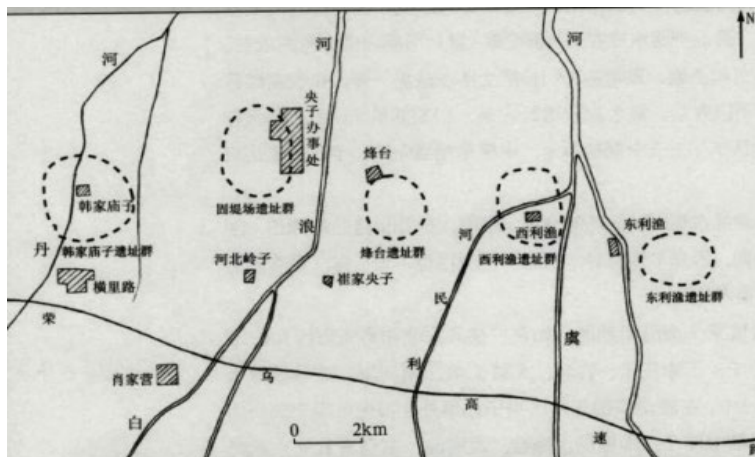 河
河
河
N
央子办事处
烽台
韩家庙子
固堤场遗址群
东利渔
西利渔
丹
韩家庙子遗址群
浪
河
烽台遗址群
西利渔遗址群
河北岭子
崔家央子
东利渔遗址群
横里路
民
荣
虞
肖家营
乌
利
高
白
0 2km
速